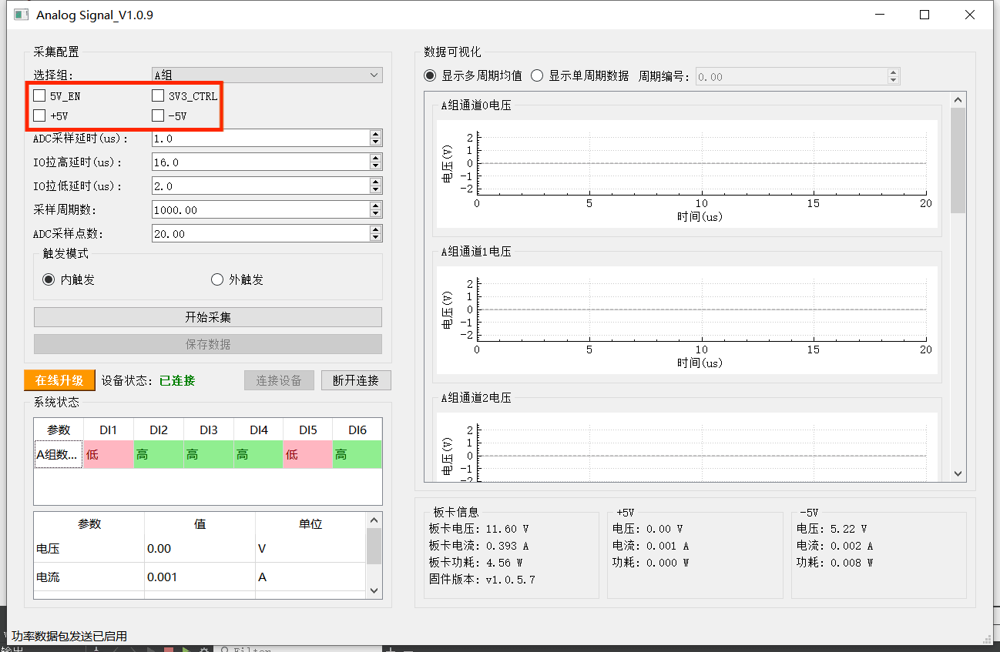 Analog Signal_V1.0.9
采集配置
选择组: A组
5V_EN 3V3_CTRL
+5V -5V
ADC采样延时(us): 1.0
IO拉高延时(us): 16.0
IO拉低延时(us): 2.0
采样周期数: 1000.00
ADC采样点数: 20.00
触发模式
内触发 外触发
开始采集
保存数据
在线升级 设备状态: 已连接 连接设备 断开连接
系统状态
参数 DI1 DI2 DI3 DI4 DI5 DI6
A组数... 低 高 高 高 低 高
参数 值 单位
电压 0.00 V
电流 0.001 A
数据可视化
显示多周期均值 显示单周期数据 周期编号: 0.00
A组通道0电压
电压(V)
2
1
0
-1
-2
0 5 10 15 20
时间(us)
A组通道1电压
电压(V)
2
1
0
-1
-2
0 5 10 15 20
时间(us)
A组通道2电压
电压(V)
2
1
0
-1
-2
板卡信息
板卡电压: 11.60 V
板卡电流: 0.393 A
板卡功耗: 4.56 W
固件版本: v1.0.5.7
+5V
电压: 0.00 V
电流: 0.001 A
功耗: 0.000 W
-5V
电压: 5.22 V
电流: 0.002 A
功耗: 0.008 W
功率数据包发送已启用
输出
Filter